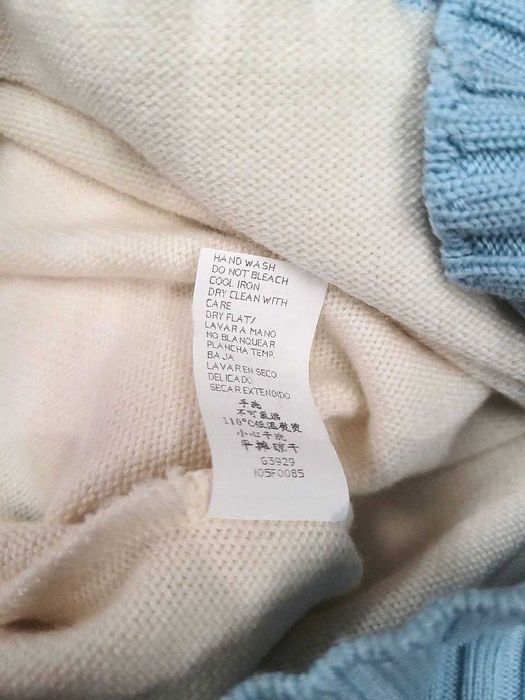 HAND WASH
DO NOT BLEACH
COOL IRON
DRY CLEAN WITH
CARE
DRY FLAT/
LAVAR A MANO
NO BLANQUEAR
PLANCHA TEMP.
BAJA
LAVAR EN SECO
DELICADO
SECAR EXTENDIDO
手洗
不可氯漂
110°C低温熨烫
小心干洗
平摊晾干
63929
105F0085